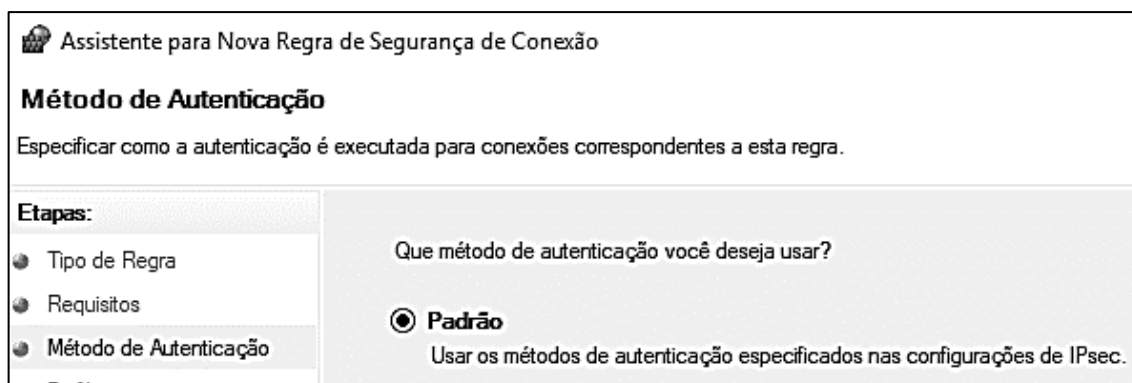 Assistente para Nova Regra de Segurança de Conexão
Método de Autenticação
Especificar como a autenticação é executada para conexões correspondentes a esta regra.
Etapas:
Tipo de Regra
Requisitos
Método de Autenticação
Que método de autenticação você deseja usar?
Padrão
Usar os métodos de autenticação especificados nas configurações de IPsec.